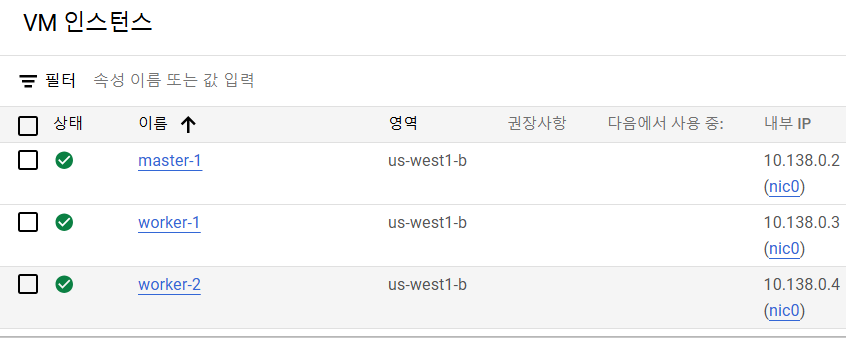 VM 인스턴스
필터 속성 이름 또는 값 입력
상태 이름 영역 권장사항 다음에서 사용 중: 내부 IP
master-1 us-west1-b 10.138.0.2
(nic0)
worker-1 us-west1-b 10.138.0.3
(nic0)
worker-2 us-west1-b 10.138.0.4
(nic0)